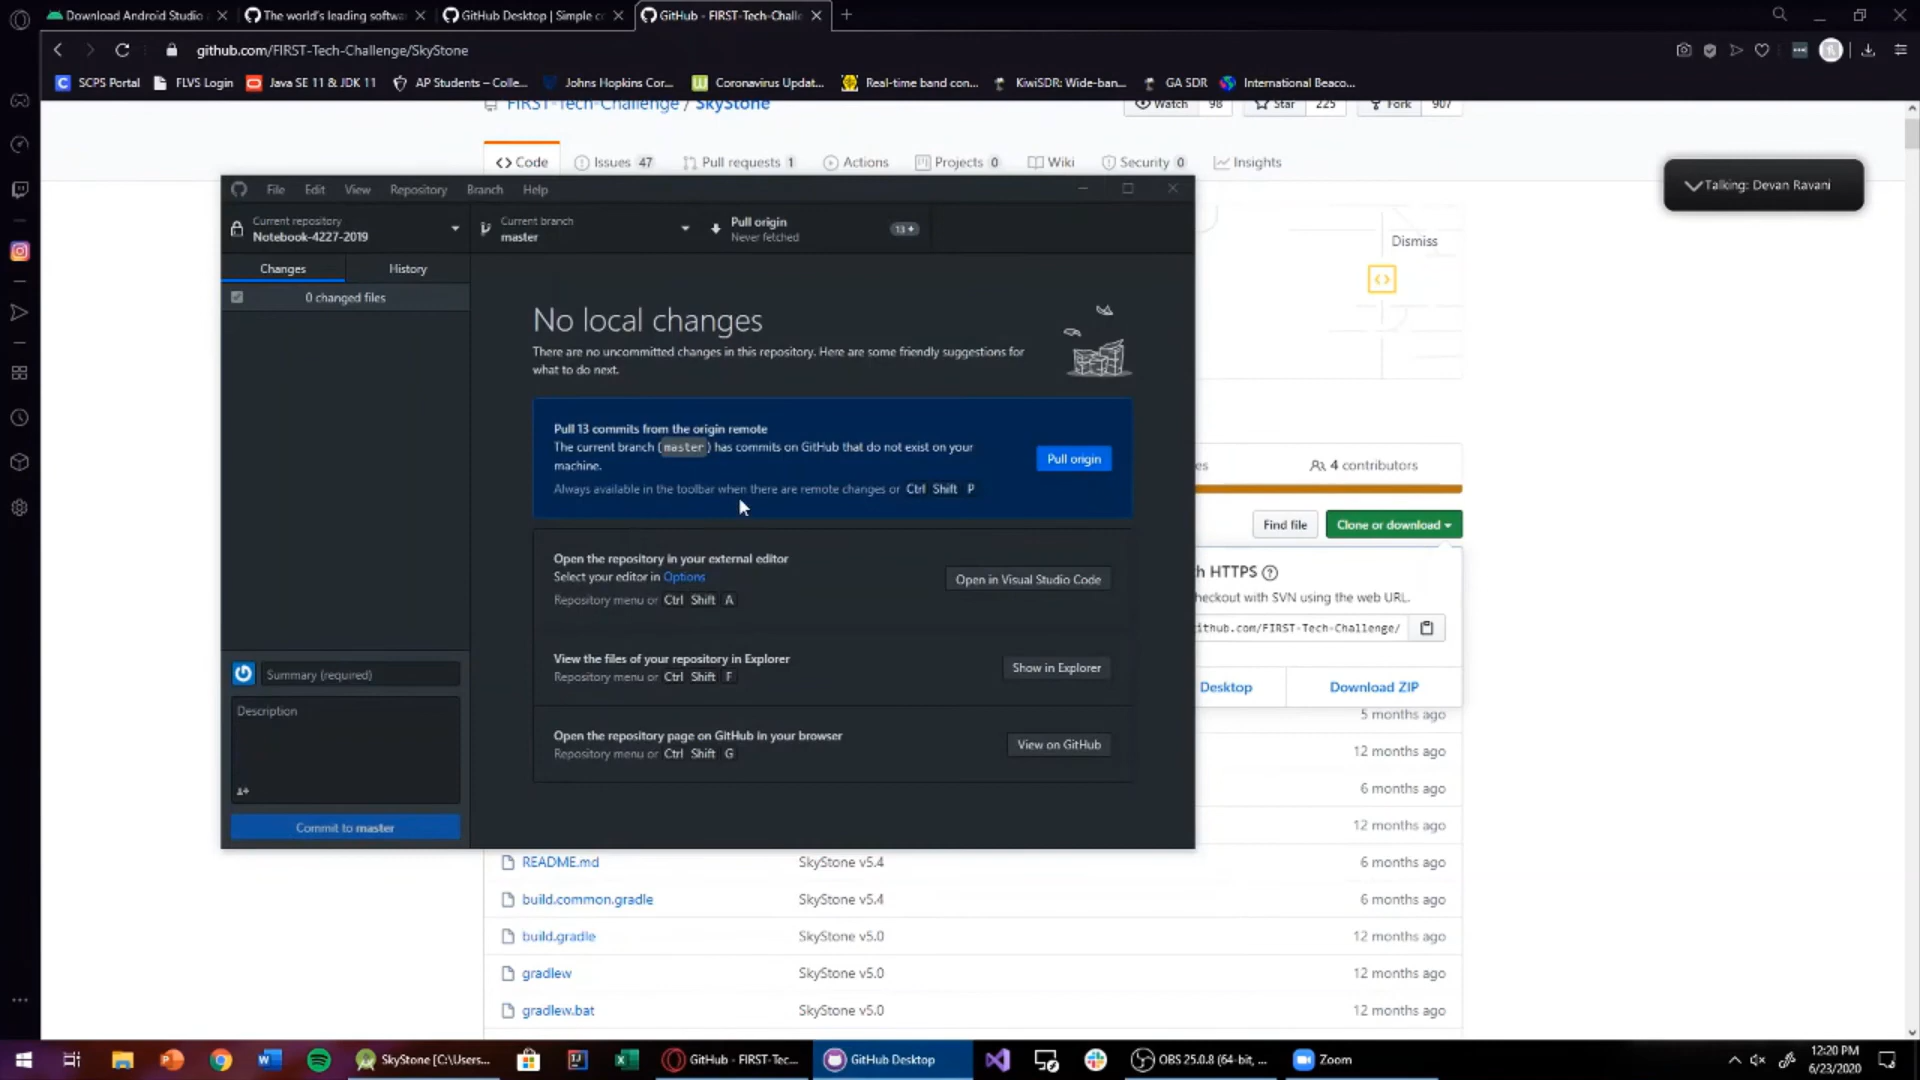 Download Android Studio
The world's leading softwa
GitHub Desktop | Simple co
GitHub - FIRST-Tech-Challe
github.com/FIRST-Tech-Challenge/SkyStone
SCPS Portal
FLVS Login
Java SE 11 & JDK 11
AP Students – Colle...
Johns Hopkins Cor...
Coronavirus Updat...
Real-time band con...
KiwiSDR: Wide-ban...
GA SDR
International Beaco...
FIRST-Tech-Challenge / SkyStone
Watch 98
Star 225
Fork 907
Code
Issues 47
Pull requests 1
Actions
Projects 0
Wiki
Security 0
Insights
Talking: Devan Ravani
File Edit View Repository Branch Help
Current repository
Notebook-4227-2019
Current branch
master
Pull origin
Never fetched
13
Dismiss
Changes
History
0 changed files
No local changes
There are no uncommitted changes in this repository. Here are some friendly suggestions for
what to do next.
Pull 13 commits from the origin remote
The current branch (master) has commits on GitHub that do not exist on your
machine.
Always available in the toolbar when there are remote changes or Ctrl Shift P
Pull origin
4 contributors
Find file
Clone or download
Open the repository in your external editor
Select your editor in Options
Repository menu or Ctrl Shift A
Open in Visual Studio Code
h HTTPS
heckout with SVN using the web URL.
ithub.com/FIRST-Tech-Challenge/
View the files of your repository in Explorer
Repository menu or Ctrl Shift F
Show in Explorer
Desktop
Download ZIP
Summary (required)
Description
Open the repository page on GitHub in your browser
Repository menu or Ctrl Shift G
View on GitHub
Commit to master
5 months ago
12 months ago
6 months ago
12 months ago
README.md SkyStone v5.4 6 months ago
build.common.gradle SkyStone v5.4 6 months ago
build.gradle SkyStone v5.0 12 months ago
gradlew SkyStone v5.0 12 months ago
gradlew.bat SkyStone v5.0 12 months ago
SkyStone [C:\Users...
GitHub - FIRST-Tec...
GitHub Desktop
OBS 25.0.8 (64-bit, ...
Zoom
12:20 PM
6/23/2020